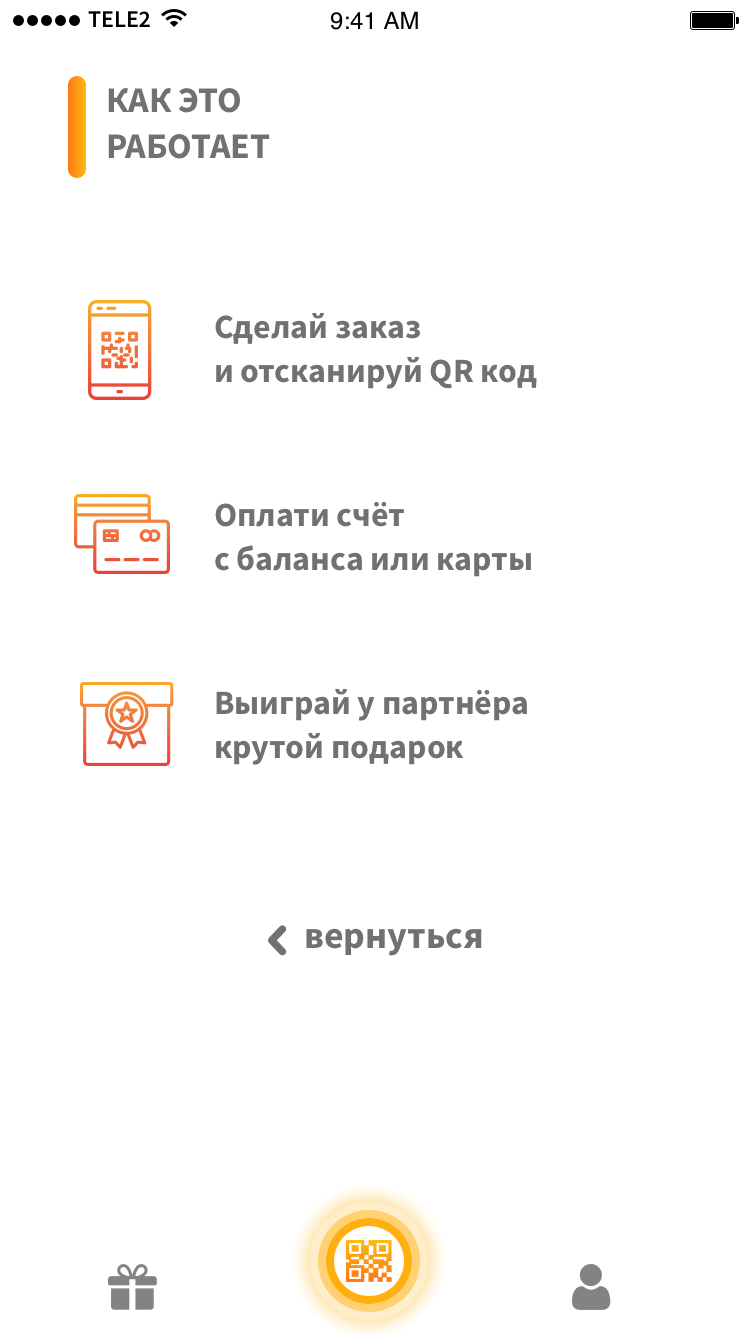 TELE2 9:41 AM
КАК ЭТО
РАБОТАЕТ
Сделай заказ
и отсканируй QR код
Оплати счёт
с баланса или карты
Выиграй у партнёра
крутой подарок
вернуться